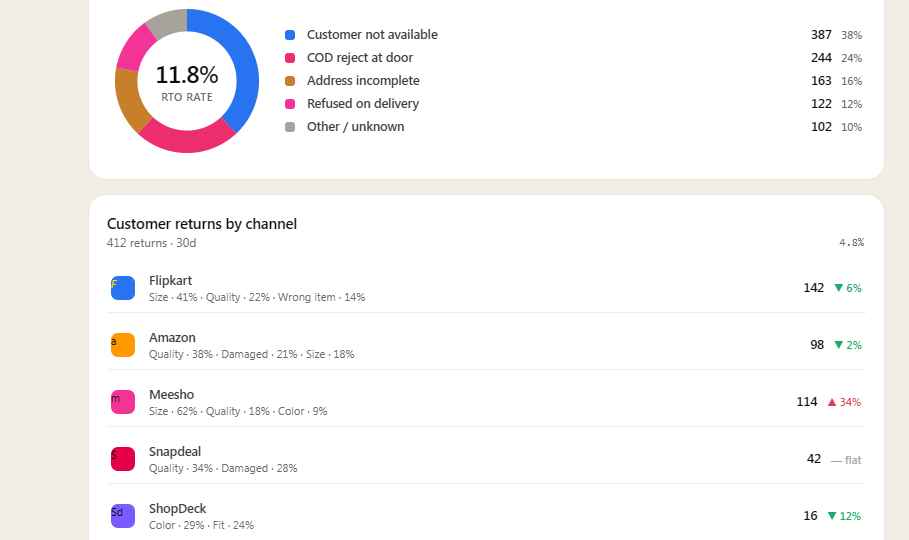 11.8%
RTO RATE
Customer not available 387 38%
COD reject at door 244 24%
Address incomplete 163 16%
Refused on delivery 122 12%
Other / unknown 102 10%
Customer returns by channel
412 returns · 30d 4.8%
F Flipkart
Size · 41% · Quality · 22% · Wrong item · 14%
142 ▼ 6%
a Amazon
Quality · 38% · Damaged · 21% · Size · 18%
98 ▼ 2%
m Meesho
Size · 62% · Quality · 18% · Color · 9%
114 ▲ 34%
S Snapdeal
Quality · 34% · Damaged · 28%
42 — flat
Sd ShopDeck
Color · 29% · Fit · 24%
16 ▼ 12%